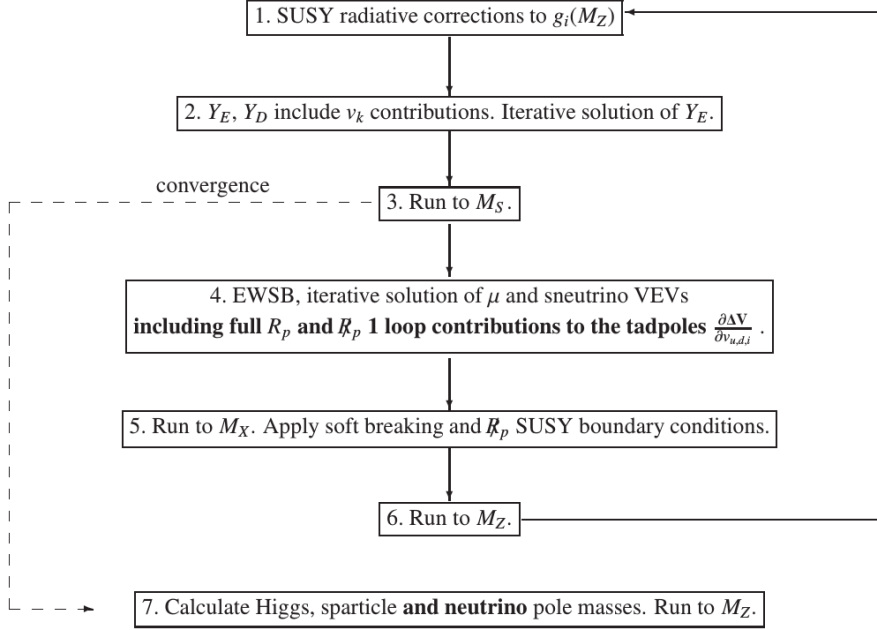 1. SUSY radiative corrections to g_i(M_Z)
2. Y_E, Y_D include v_k contributions. Iterative solution of Y_E.
convergence
3. Run to M_S.
4. EWSB, iterative solution of μ and sneutrino VEVs
including full R_p and R̸_p 1 loop contributions to the tadpoles ∂ΔV/∂v_{u,d,i} .
5. Run to M_X. Apply soft breaking and R̸_p SUSY boundary conditions.
6. Run to M_Z.
7. Calculate Higgs, sparticle and neutrino pole masses. Run to M_Z.